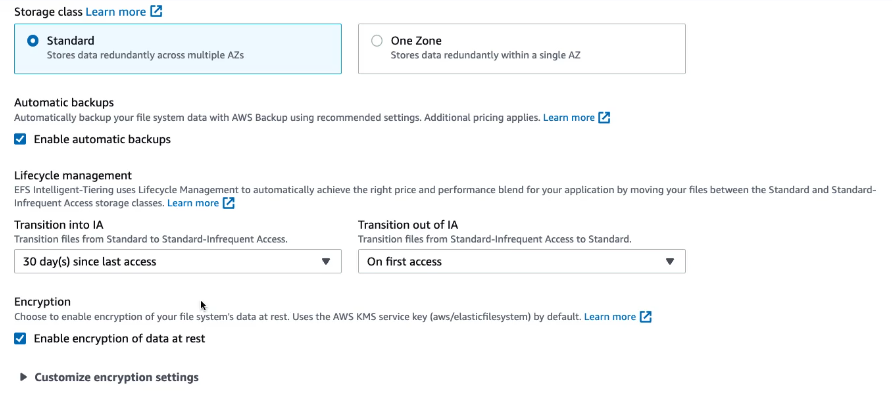 Storage class Learn more
Standard
Stores data redundantly across multiple AZs
One Zone
Stores data redundantly within a single AZ
Automatic backups
Automatically backup your file system data with AWS Backup using recommended settings. Additional pricing applies. Learn more
Enable automatic backups
Lifecycle management
EFS Intelligent-Tiering uses Lifecycle Management to automatically achieve the right price and performance blend for your application by moving your files between the Standard and Standard-
Infrequent Access storage classes. Learn more
Transition into IA
Transition files from Standard to Standard-Infrequent Access.
30 day(s) since last access
Transition out of IA
Transition files from Standard-Infrequent Access to Standard.
On first access
Encryption
Choose to enable encryption of your file system's data at rest. Uses the AWS KMS service key (aws/elasticfilesystem) by default. Learn more
Enable encryption of data at rest
Customize encryption settings